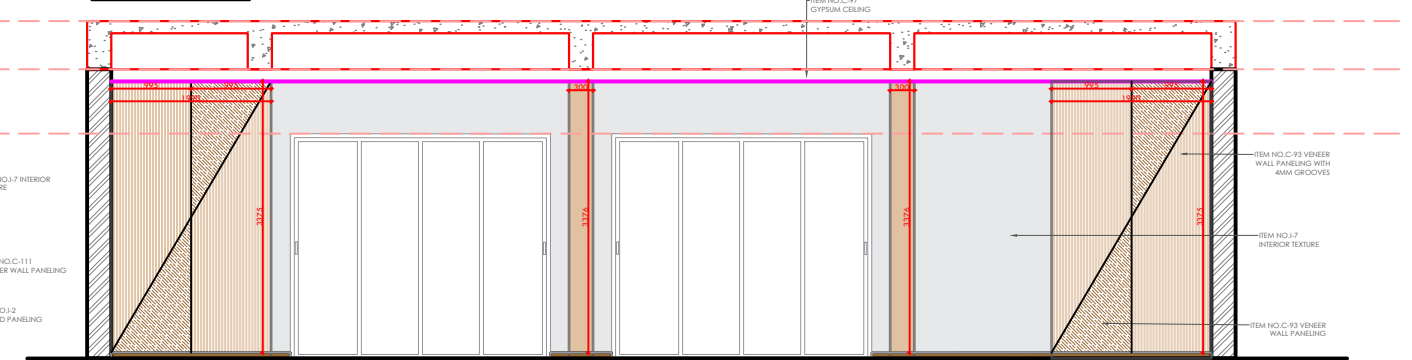 ITEM NO.C-97
GYPSUM CEILING
995
995
1990
300
300
995
995
1990
3375
3376
3376
3375
NO.I-7 INTERIOR
RE
NO.C-111
ER WALL PANELING
O.I-2
D PANELING
ITEM NO.C-93 VENEER
WALL PANELING WITH
4MM GROOVES
ITEM NO.I-7
INTERIOR TEXTURE
ITEM NO.C-93 VENEER
WALL PANELING